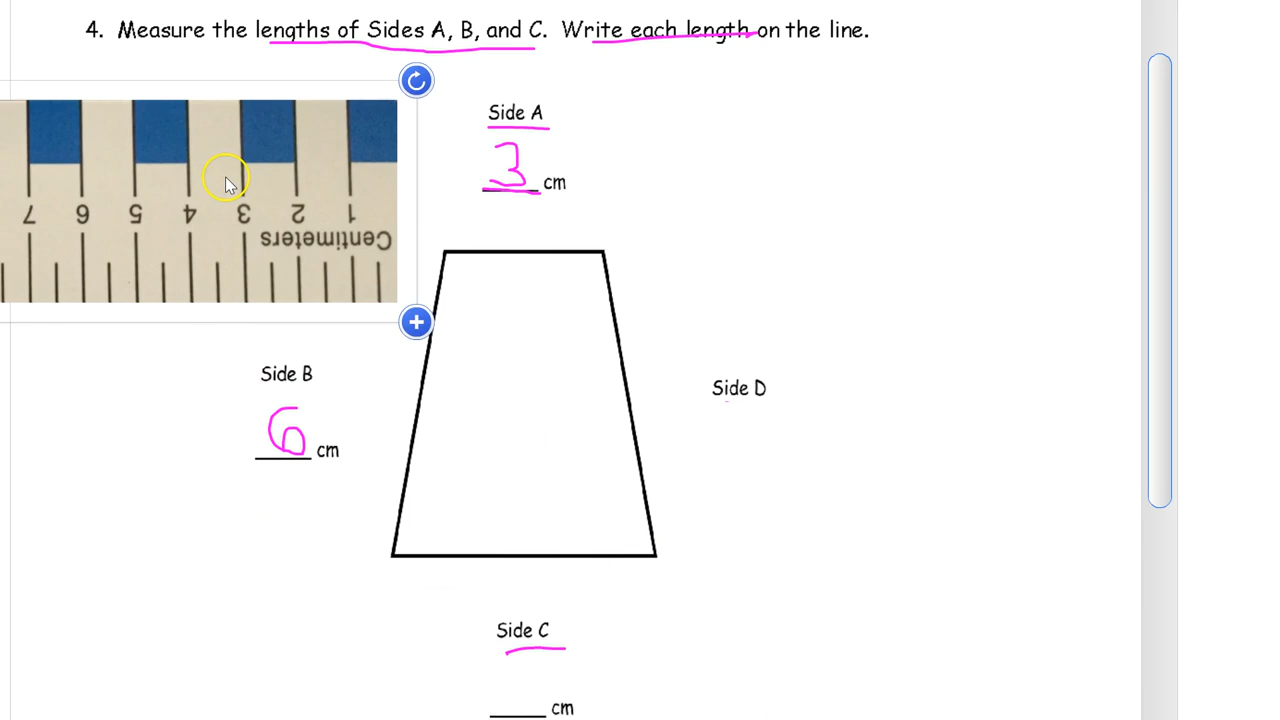 4. Measure the lengths of Sides A, B, and C. Write each length on the line.
Side A
3 cm
7 6 5 4 3 2 1
Centimeters
Side B
6 cm
Side D
Side C
____ cm